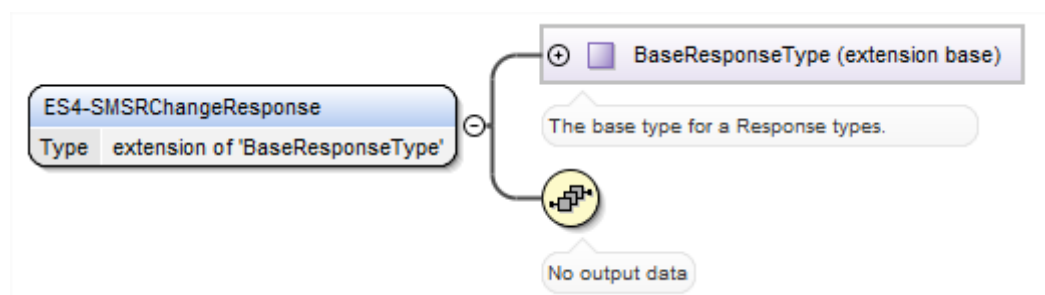 ES4-SMSRChangeResponse
Type extension of 'BaseResponseType'
BaseResponseType (extension base)
The base type for a Response types.
No output data